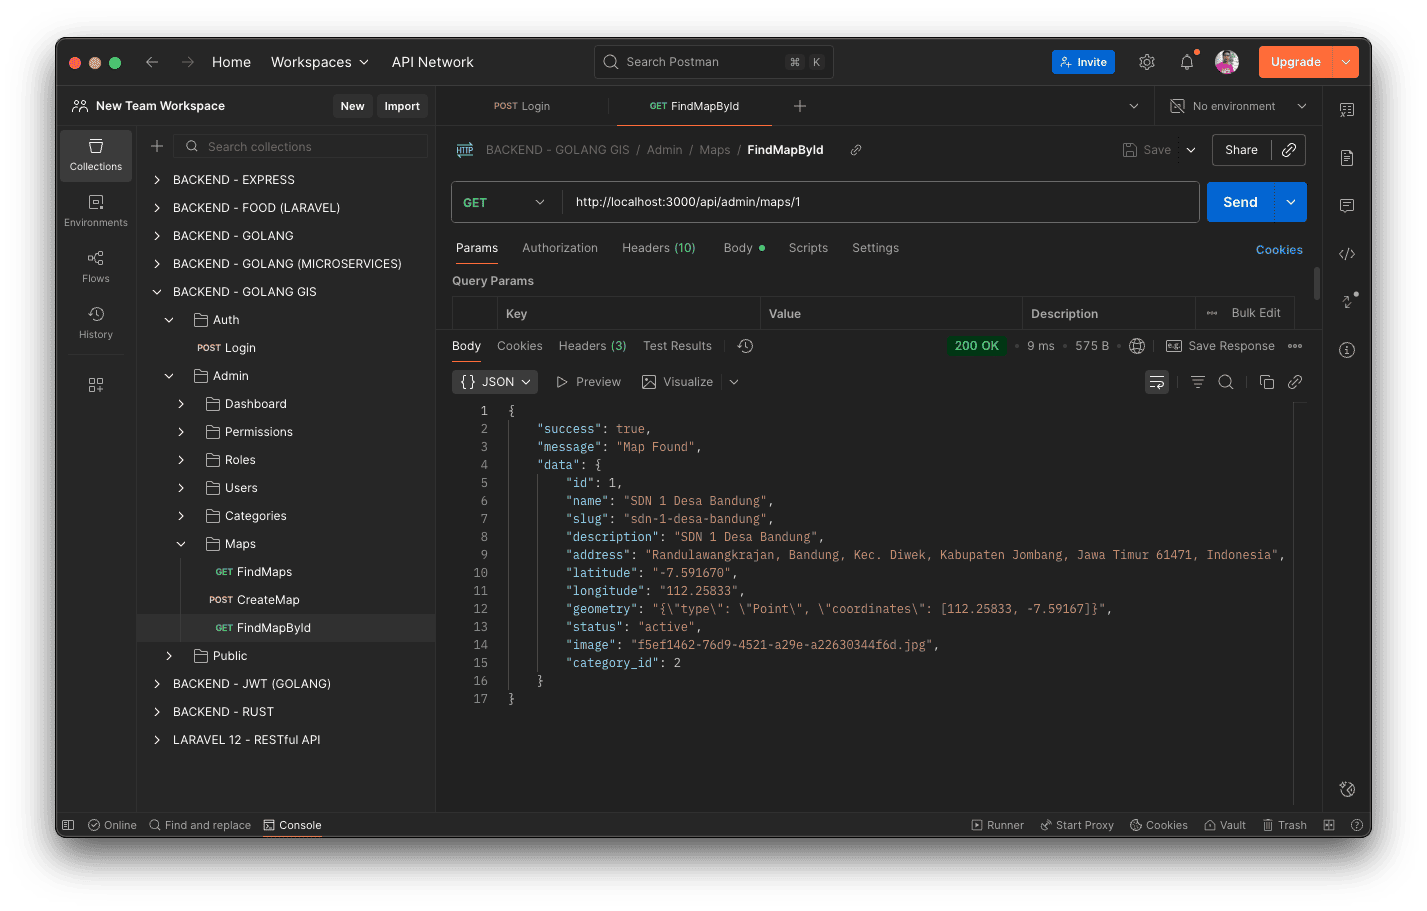 Home
Workspaces
API Network
Search Postman
⌘ K
Invite
Upgrade
New Team Workspace
New
Import
POST Login
GET FindMapById
No environment
Collections
Environments
Flows
History
Search collections
BACKEND - EXPRESS
BACKEND - FOOD (LARAVEL)
BACKEND - GOLANG
BACKEND - GOLANG (MICROSERVICES)
BACKEND - GOLANG GIS
Auth
POST Login
Admin
Dashboard
Permissions
Roles
Users
Categories
Maps
GET FindMaps
POST CreateMap
GET FindMapById
Public
BACKEND - JWT (GOLANG)
BACKEND - RUST
LARAVEL 12 - RESTful API
HTTP BACKEND - GOLANG GIS / Admin / Maps / FindMapById
Save
Share
GET http://localhost:3000/api/admin/maps/1
Send
Params Authorization Headers (10) Body Scripts Settings
Cookies
Query Params
Key Value Description Bulk Edit
Body Cookies Headers (3) Test Results
200 OK • 9 ms • 575 B
e.g. Save Response
{} JSON Preview Visualize
1 {
2 "success": true,
3 "message": "Map Found",
4 "data": {
5 "id": 1,
6 "name": "SDN 1 Desa Bandung",
7 "slug": "sdn-1-desa-bandung",
8 "description": "SDN 1 Desa Bandung",
9 "address": "Randulawangkrajan, Bandung, Kec. Diwek, Kabupaten Jombang, Jawa Timur 61471, Indonesia",
10 "latitude": "-7.591670",
11 "longitude": "112.25833",
12 "geometry": "{\"type\": \"Point\", \"coordinates\": [112.25833, -7.59167]}",
13 "status": "active",
14 "image": "f5ef1462-76d9-4521-a29e-a22630344f6d.jpg",
15 "category_id": 2
16 }
17 }
Online
Find and replace
Console
Runner
Start Proxy
Cookies
Vault
Trash